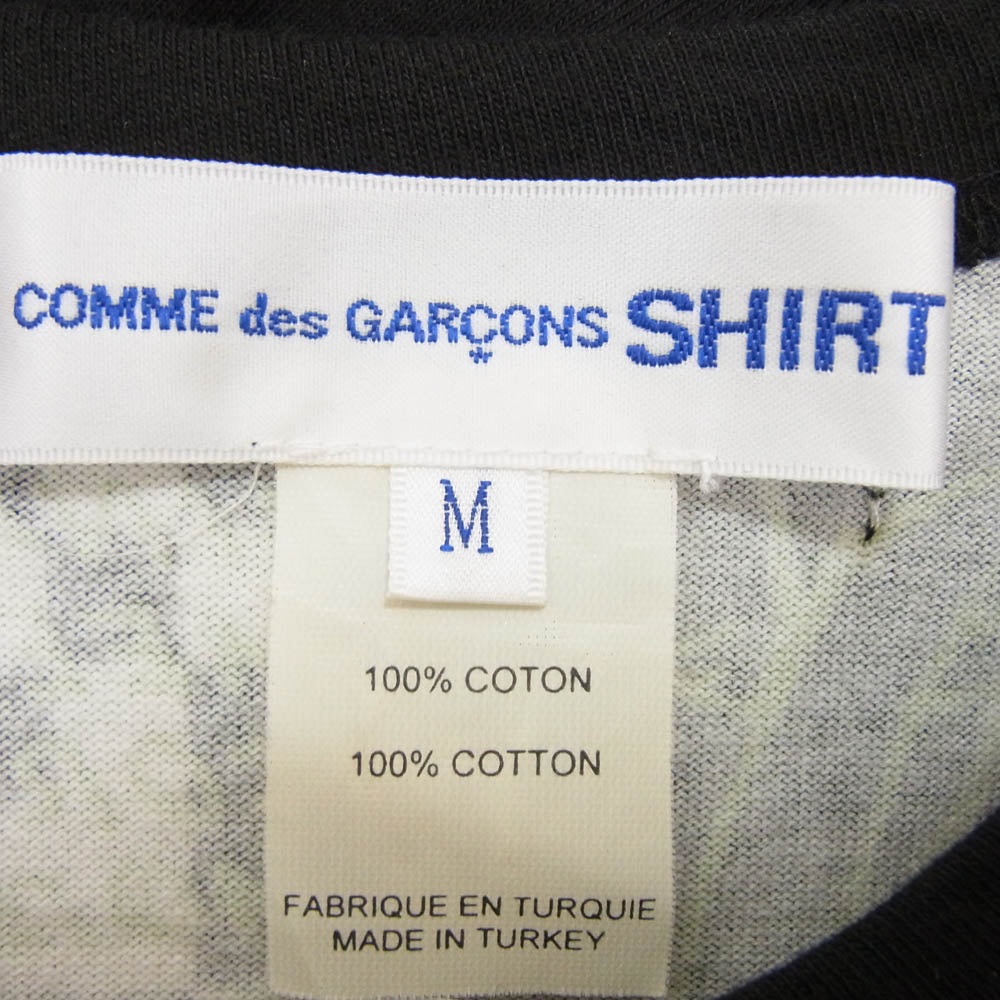 COMME des GARÇONS SHIRT
M
100% COTON
100% COTTON
FABRIQUE EN TURQUIE
MADE IN TURKEY